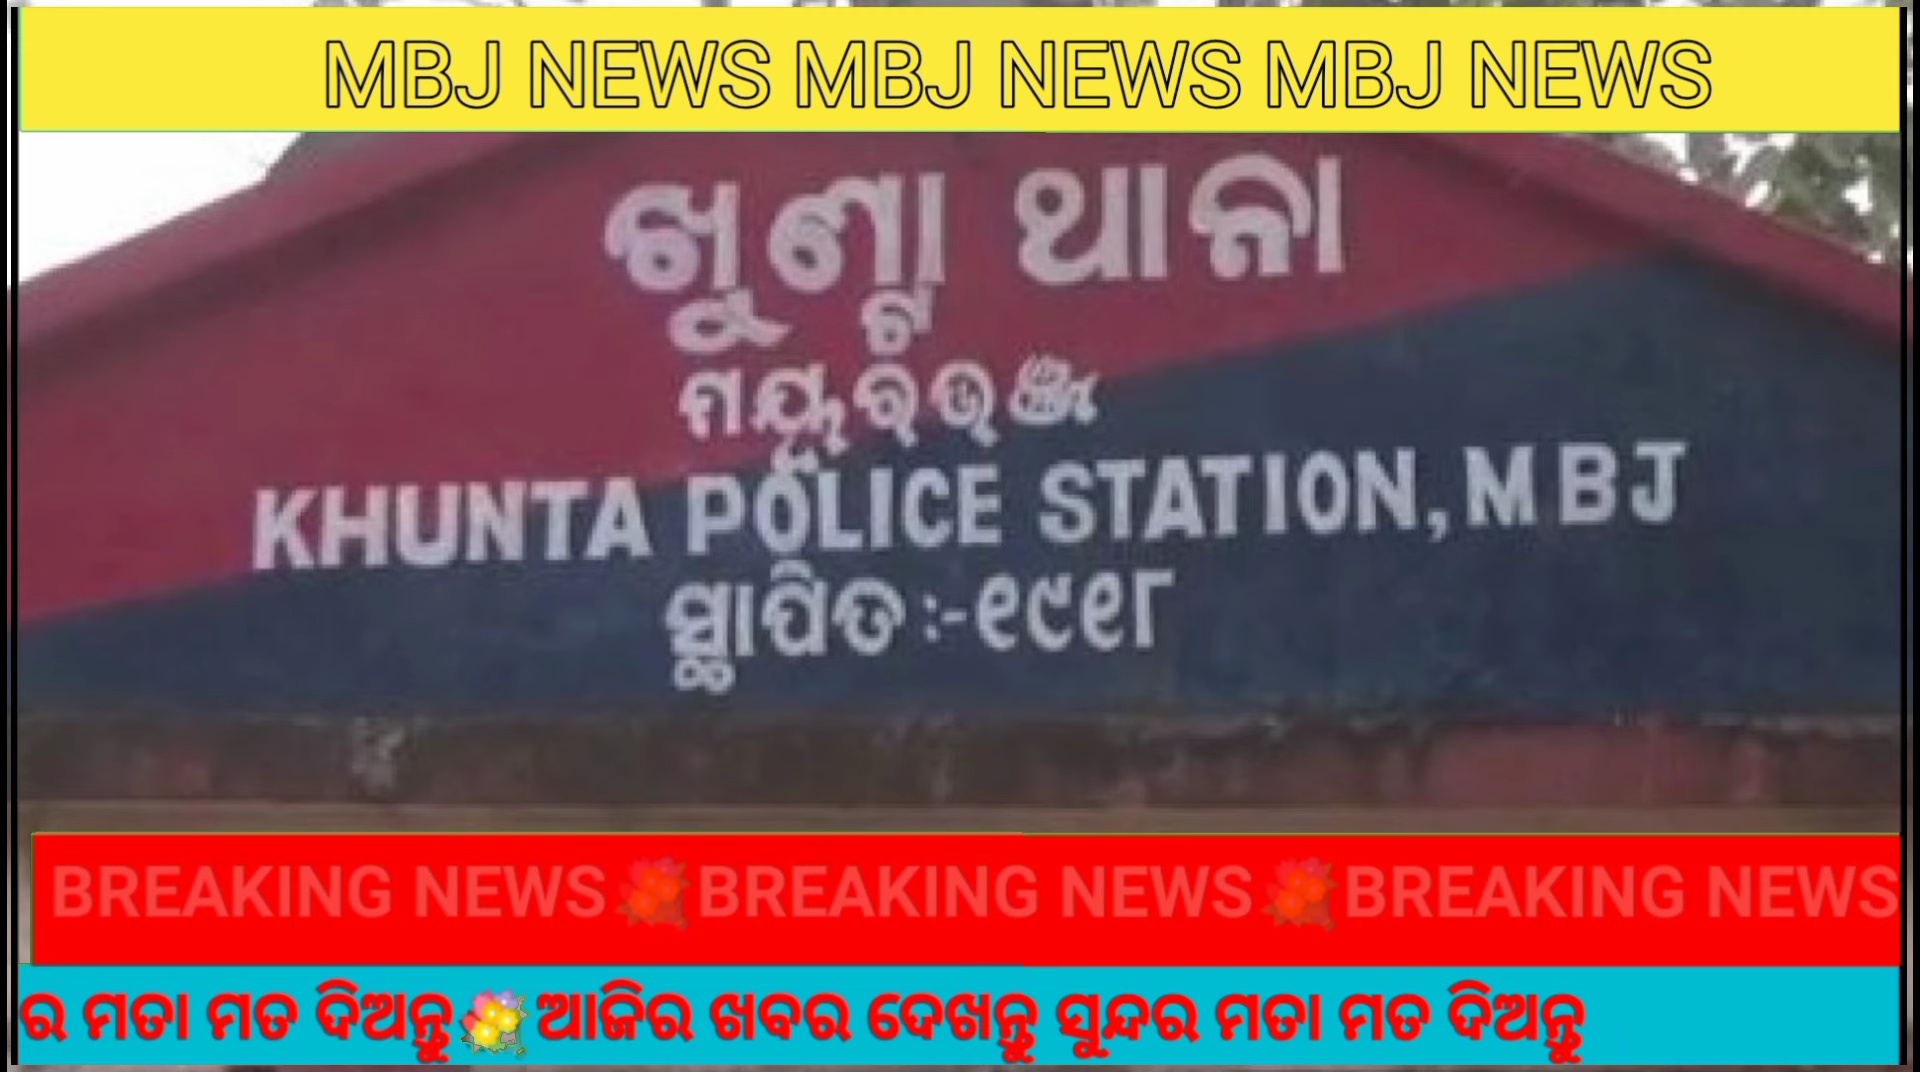 MBJ NEWS MBJ NEWS MBJ NEWS
ଖୁଣ୍ଟା ଥାନା
ମୟୂରଭଞ୍ଜ
KHUNTA POLICE STATION, MBJ
ସ୍ଥାପିତ :- ୧୯୧୮
BREAKING NEWS💐BREAKING NEWS💐BREAKING NEWS
ର ମତା ମତ ଦିଅନ୍ତୁ💐ଆଜିର ଖବର ଦେଖନ୍ତୁ ସୁନ୍ଦର ମତା ମତ ଦିଅନ୍ତୁ